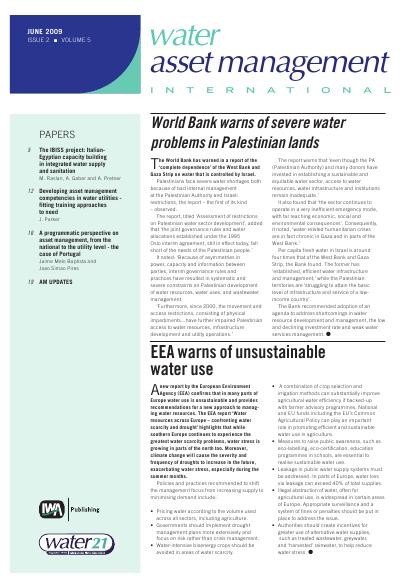 JUNE 2009
ISSUE 2 ■ VOLUME 5
water
asset management
INTERNATIONAL
PAPERS
The IBISS project: Italian-
Egyptian capacity building
in integrated water supply
and sanitation
M. Raslan, A. Gaber and A. Pretner
12 Developing asset management
competencies in water utilities -
fitting training approaches
to need
J. Parker
A programmatic perspective on
asset management, from the
national to the utility level - the
case of Portugal
Jaime Melo Baptista and
Joao Simao Pires
19 AM UPDATES
IWA Publishing
water21
World Bank warns of severe water
problems in Palestinian lands
The World Bank has warned in a report of the
'complete dependence' of the West Bank and
Gaza Strip on water that is controlled by Israel.
Palestinians face severe water shortages both
because of bad internal management
at the Palestinian Authority and Israeli
restrictions, the report – the first of its kind
– observed.
The report, titled 'Assessment of restrictions
on Palestinian water sector development', added
that 'the joint governance rules and water
allocations established under the 1995
Oslo interim agreement, still in effect today, fall
short of the needs of the Palestinian people.'
It noted: 'Because of asymmetries in
power, capacity and information between
parties, interim governance rules and
practices have resulted in systematic and
severe constraints on Palestinian development
of water resources, water uses, and wastewater
management.
'Furthermore, since 2000, the movement and
access restrictions, consisting of physical
impediments... have further impaired Palestinian
access to water resources, infrastructure
development and utility operations.'
The report warns that 'even though the PA
(Palestinian Authority) and many donors have
invested in establishing a sustainable and
equitable water sector, access to water
resources, water infrastructure and institutions
remain inadequate.'
It also found that 'the sector continues to
operate in a very inefficient emergency mode,
with far reaching economic, social and
environmental consequences'. Consequently,
it noted, 'water related human basin crises
are in fact chronic in Gaza and in parts of the
West Bank.'
Per capita fresh water in Israel is around
four times that of the West Bank and Gaza
Strip, the Bank found. The former has
'established, efficient water infrastructure
and management,' while the Palestinian
territories are 'struggling to attain the basic
level of infrastructure and service of a low-
income country'.
The Bank recommended adoption of an
agenda to address shortcomings in water
resource development and management, the low
and declining investment rate and weak water
services management. ●
EEA warns of unsustainable
water use
A new report by the European Environment
Agency (EEA) confirms that in many parts of
Europe water use is unsustainable and provides
recommendations for a new approach to manag-
ing water resources. The EEA report 'Water
resources across Europe – confronting water
scarcity and drought' highlights that while
southern Europe continues to experience the
greatest water scarcity problems, water stress is
growing in parts of the north too. Moreover,
climate change will cause the severity and
frequency of droughts to increase in the future,
exacerbating water stress, especially during the
summer months.
Policies and practices recommended to shift
the management focus from increasing supply to
minimising demand include:
• Pricing water according to the volume used
across all sectors, including agriculture.
• Governments should implement drought
management plans more extensively and
focus on risk rather than crisis management.
• Water-intensive bioenergy crops should be
avoided in areas of water scarcity.
• A combination of crop selection and
irrigation methods can substantially improve
agricultural water efficiency if backed-up
with farmer advisory programmes. National
and EU funds including the EU's Common
Agricultural Policy can play an important
role in promoting efficient and sustainable
water use in agriculture.
• Measures to raise public awareness, such as
eco-labelling, eco-certification, education
programmes in schools, are essential to
realise sustainable water use.
• Leakage in public water supply systems must
be addressed. In parts of Europe, water loss
via leakage can exceed 40% of total supplies.
• Illegal abstraction of water, often for
agricultural use, is widespread in certain areas
of Europe. Appropriate surveillance and a
system of fines or penalties should be put in
place to address the issue.
• Authorities should create incentives for
greater use of alternative water supplies,
such as treated wastewater, greywater,
and 'harvested' rainwater, to help reduce
water stress. ●